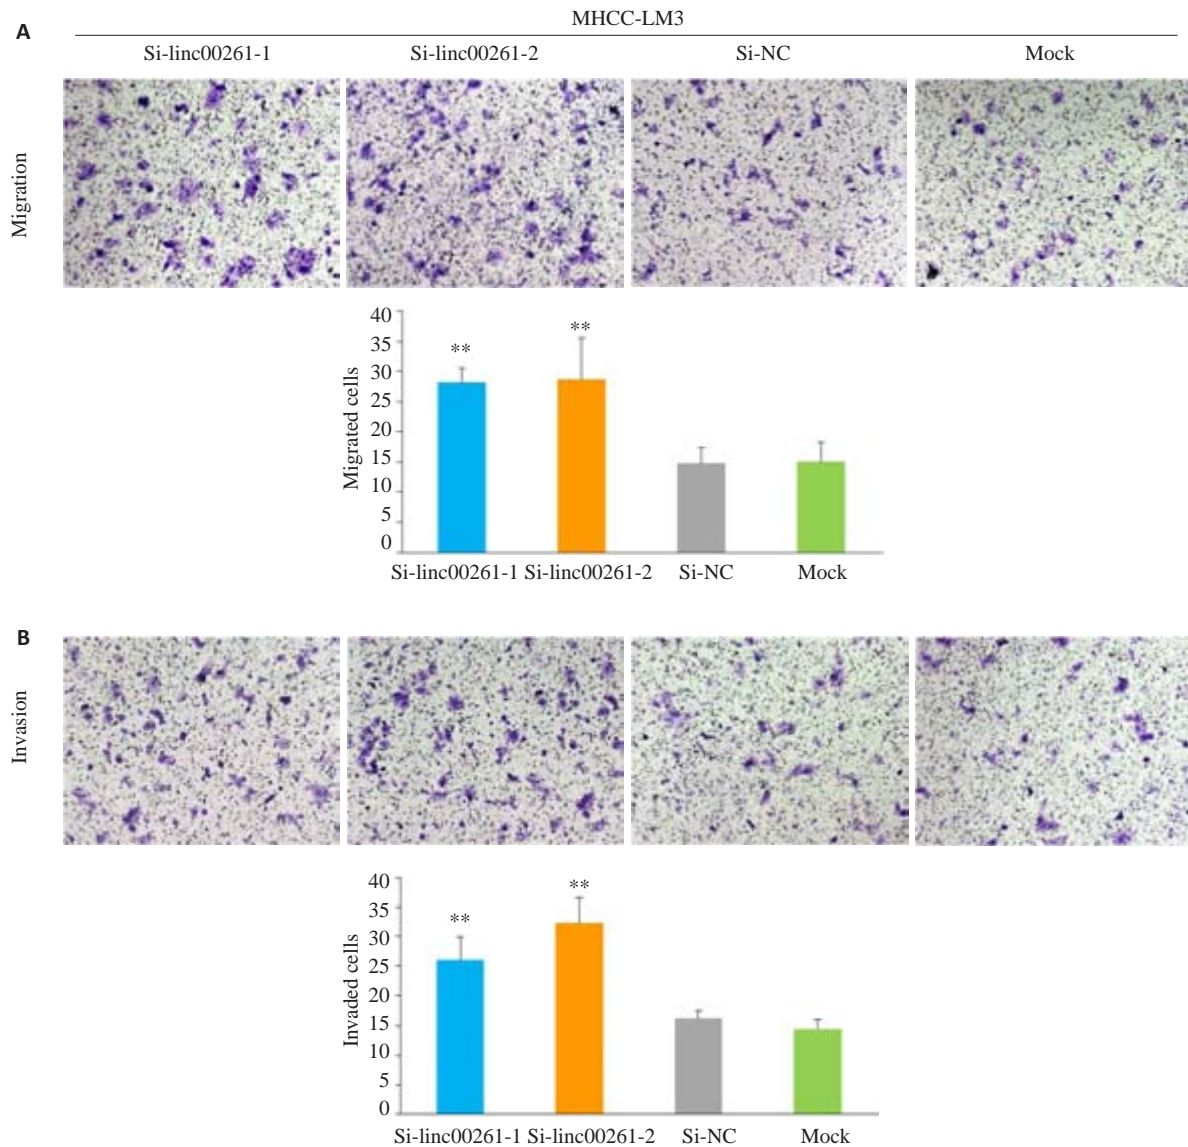 A
MHCC-LM3
Si-linc00261-1 Si-linc00261-2 Si-NC Mock
Migration
40
35
30
25
20
15
10
5
0
Migrated cells
**
**
Si-linc00261-1 Si-linc00261-2 Si-NC Mock
B
Invasion
40
35
30
25
20
15
10
5
0
Invaded cells
**
**
Si-linc00261-1 Si-linc00261-2 Si-NC Mock